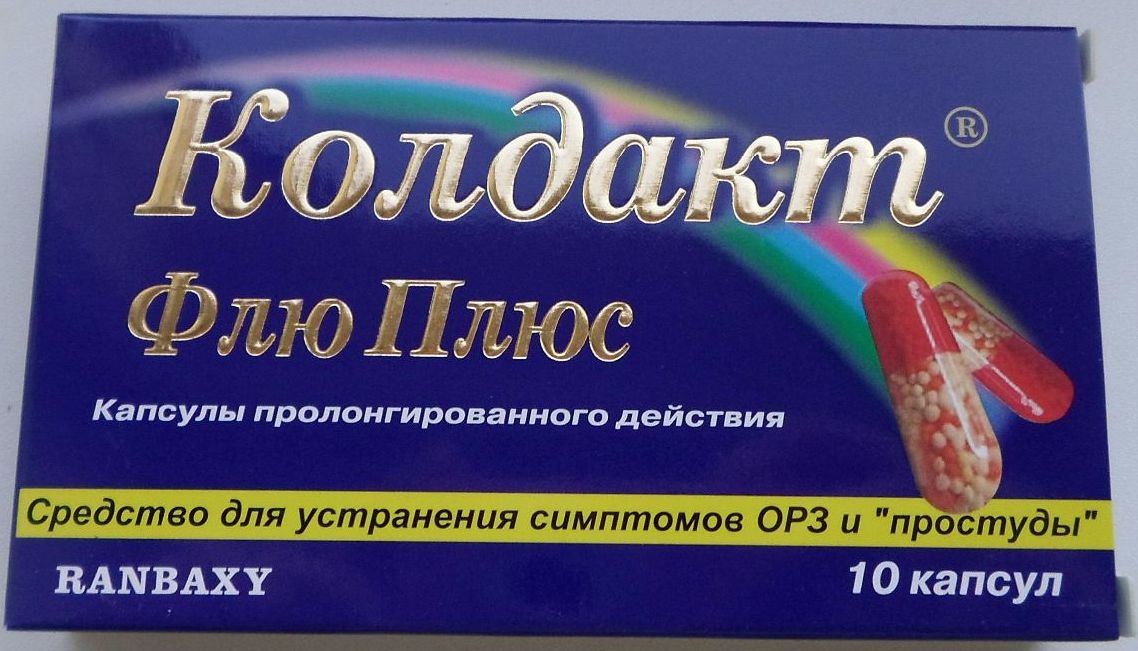 Колдакт®
Флю Плюс
Капсулы пролонгированного действия
Средство для устранения симптомов ОРЗ и "простуды"
RANBAXY
10 капсул